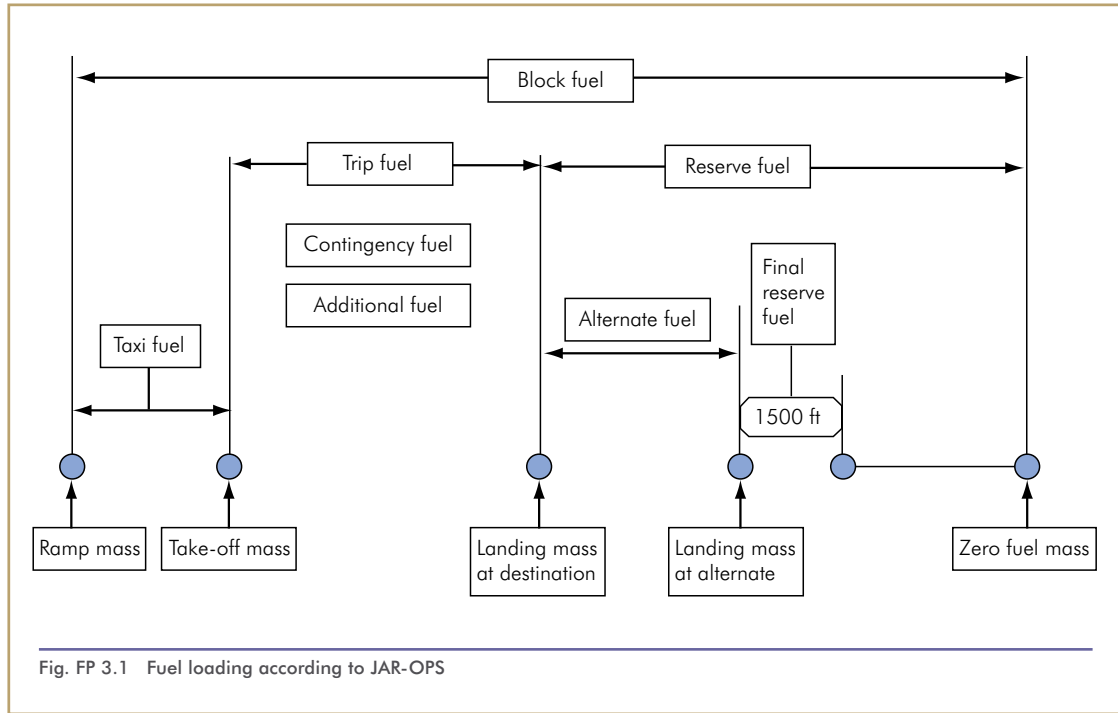 Block fuel
Trip fuel
Reserve fuel
Contingency fuel
Additional fuel
Final
reserve
fuel
Alternate fuel
Taxi fuel
1500 ft
Ramp mass
Take-off mass
Landing mass
at destination
Landing mass
at alternate
Zero fuel mass
Fig. FP 3.1 Fuel loading according to JAR-OPS